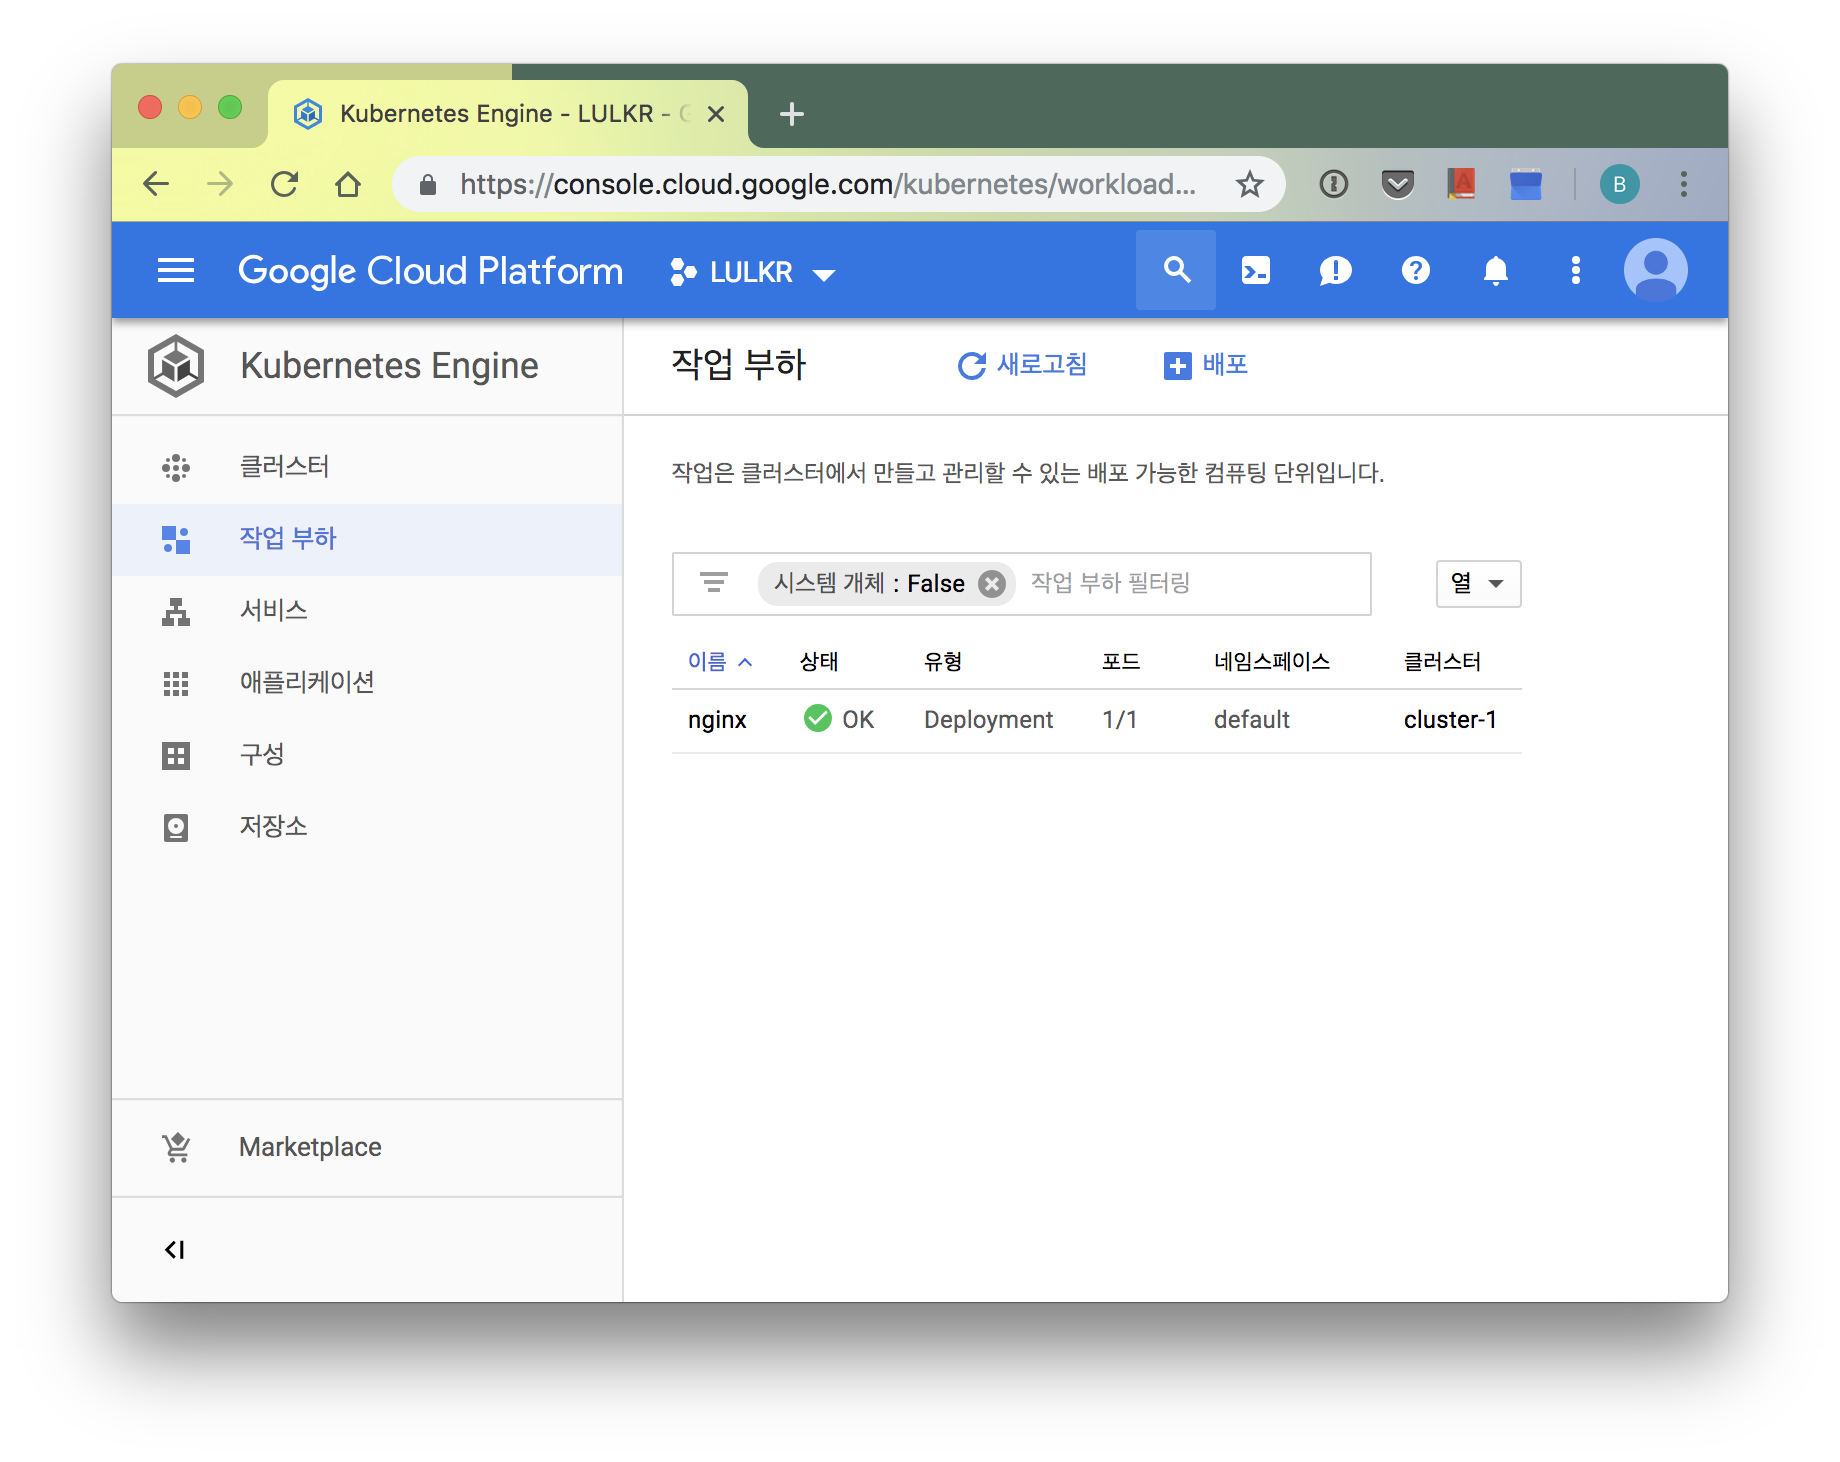 Kubernetes Engine - LULKR -
https://console.cloud.google.com/kubernetes/workload...
B
Google Cloud Platform
LULKR
Kubernetes Engine
작업 부하
새로고침
배포
클러스터
작업 부하
서비스
애플리케이션
구성
저장소
Marketplace
작업은 클러스터에서 만들고 관리할 수 있는 배포 가능한 컴퓨팅 단위입니다.
시스템 개체 : False 작업 부하 필터링
열
이름 상태 유형 포드 네임스페이스 클러스터
nginx OK Deployment 1/1 default cluster-1